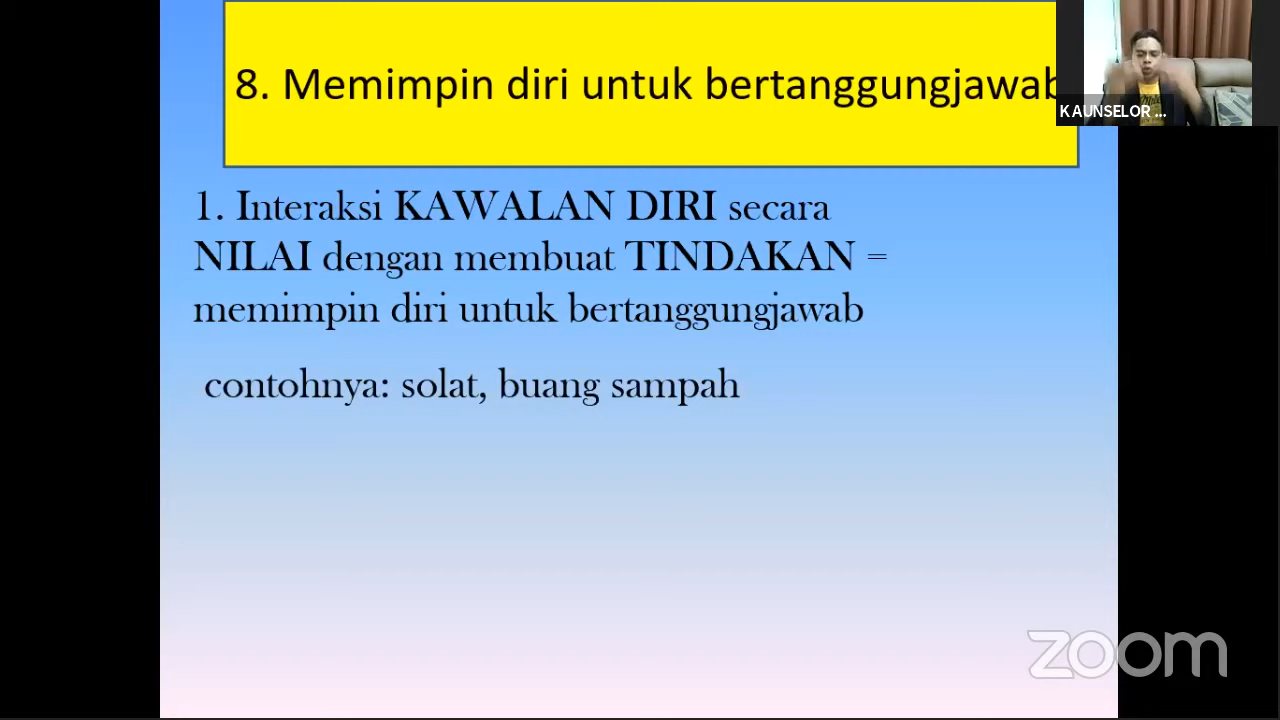 8. Memimpin diri untuk bertanggungjawab
KAUNSELOR ...
1. Interaksi KAWALAN DIRI secara
NILAI dengan membuat TINDAKAN =
memimpin diri untuk bertanggungjawab
contohnya: solat, buang sampah
zoom